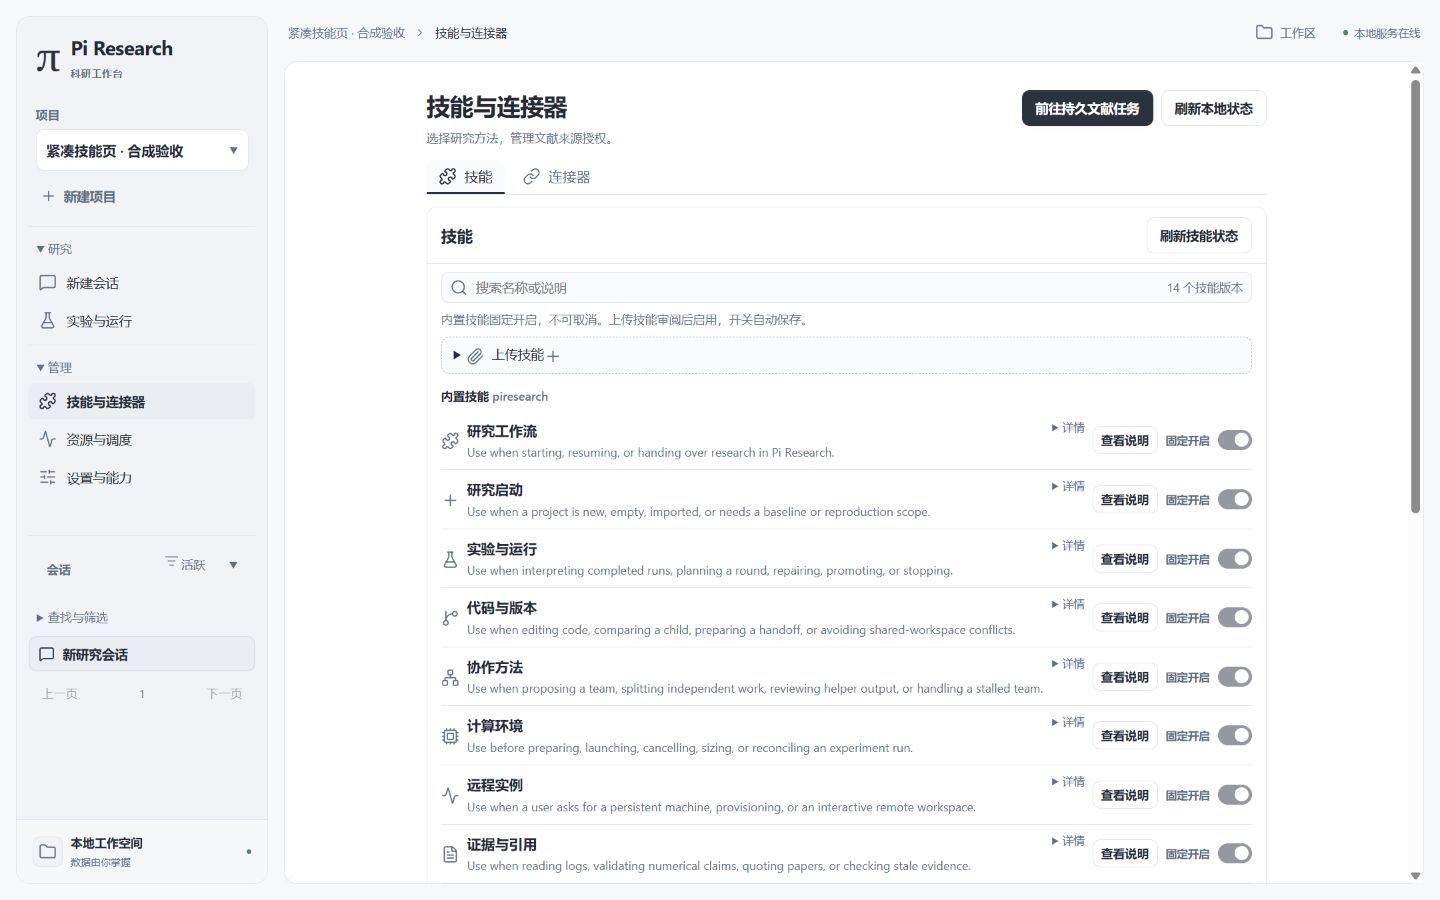 Pi Research
科研工作台
项目
紧凑技能页 · 合成验收
新建项目
研究
新建会话
实验与运行
管理
技能与连接器
资源与调度
设置与能力
会话
活跃
查找与筛选
新研究会话
上一页 1 下一页
本地工作空间
数据由你掌握
紧凑技能页 · 合成验收 › 技能与连接器
工作区
本地服务在线
技能与连接器
选择研究方法，管理文献来源授权。
前往持久文献任务
刷新本地状态
技能
连接器
技能
刷新技能状态
搜索名称或说明
14 个技能版本
内置技能固定开启，不可取消。上传技能审阅后启用，开关自动保存。
上传技能
内置技能 piresearch
研究工作流
Use when starting, resuming, or handing over research in Pi Research.
详情
查看说明
固定开启
研究启动
Use when a project is new, empty, imported, or needs a baseline or reproduction scope.
详情
查看说明
固定开启
实验与运行
Use when interpreting completed runs, planning a round, repairing, promoting, or stopping.
详情
查看说明
固定开启
代码与版本
Use when editing code, comparing a child, preparing a handoff, or avoiding shared-workspace conflicts.
详情
查看说明
固定开启
协作方法
Use when proposing a team, splitting independent work, reviewing helper output, or handling a stalled team.
详情
查看说明
固定开启
计算环境
Use before preparing, launching, cancelling, sizing, or reconciling an experiment run.
详情
查看说明
固定开启
远程实例
Use when a user asks for a persistent machine, provisioning, or an interactive remote workspace.
详情
查看说明
固定开启
证据与引用
Use when reading logs, validating numerical claims, quoting papers, or checking stale evidence.
详情
查看说明
固定开启